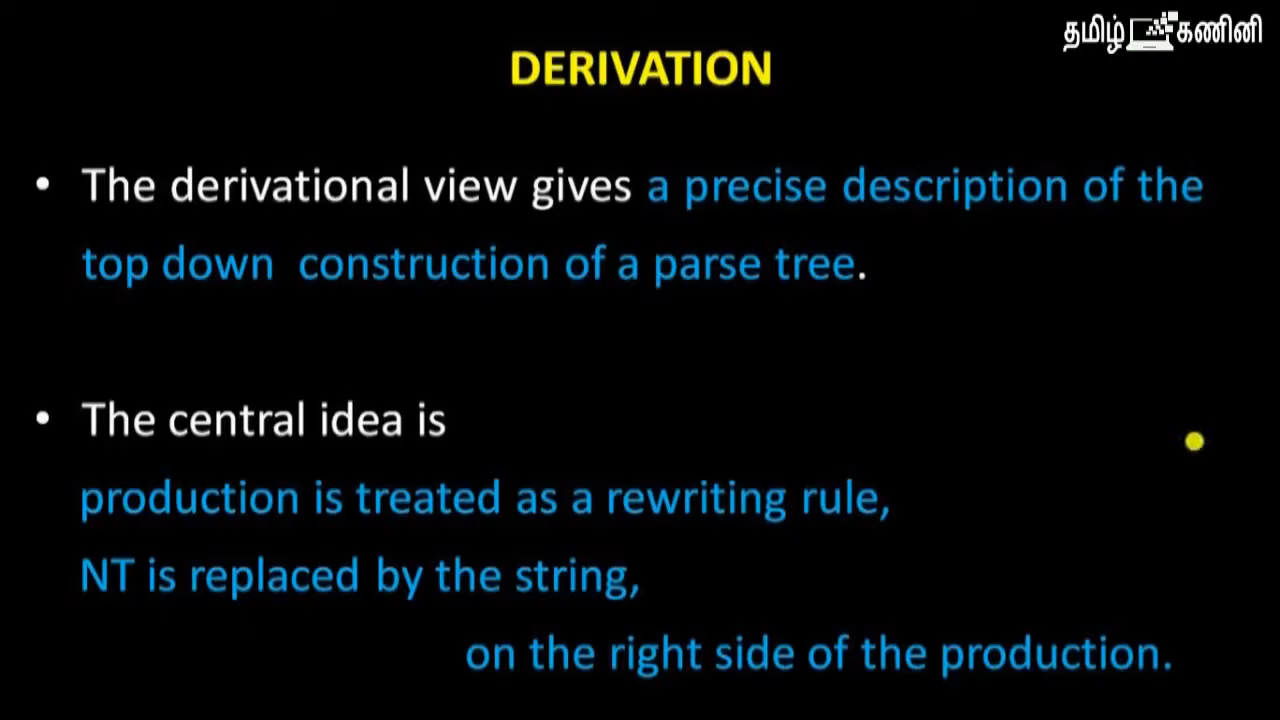 தமிழ் கணினி
DERIVATION
• The derivational view gives a precise description of the
top down construction of a parse tree.
• The central idea is
production is treated as a rewriting rule,
NT is replaced by the string,
on the right side of the production.